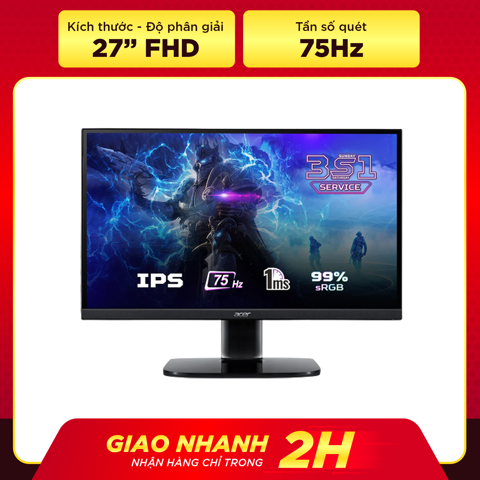 Kích thước - Độ phân giải
27” FHD
Tần số quét
75Hz
3S1
SERVICE
IPS
75 Hz
1ms
99%
sRGB
acer
GIAO NHANH
NHẬN HÀNG CHỈ TRONG
2H